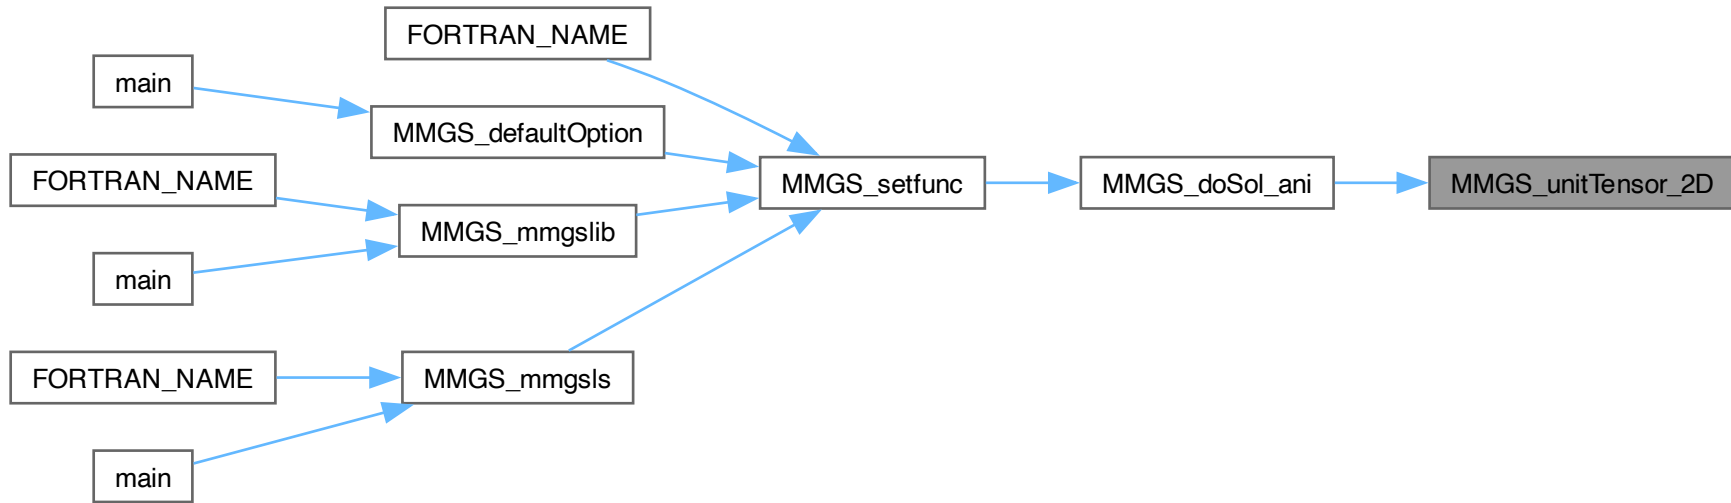 FORTRAN_NAME
main
MMGS_defaultOption
FORTRAN_NAME
MMGS_setfunc
MMGS_doSol_ani
MMGS_unitTensor_2D
MMGS_mmgslib
main
FORTRAN_NAME
MMGS_mmgsls
main